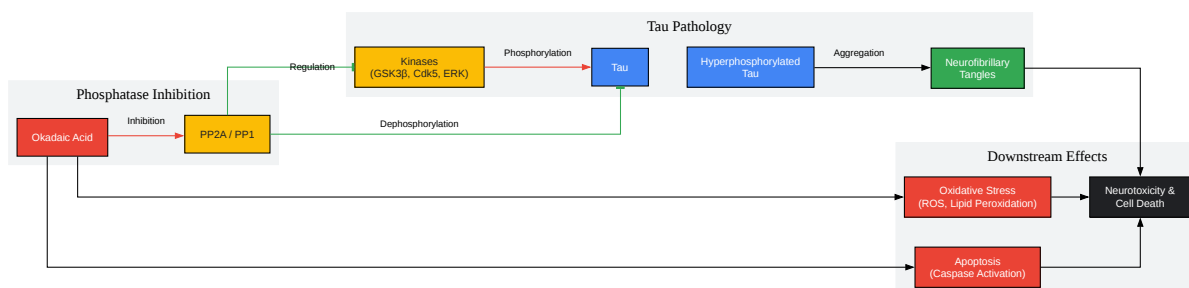 Tau Pathology
Kinases
(GSK3β, Cdk5, ERK)
Phosphorylation
Tau
Hyperphosphorylated
Tau
Aggregation
Neurofibrillary
Tangles
Regulation
Phosphatase Inhibition
Okadaic Acid
Inhibition
PP2A / PP1
Dephosphorylation
Downstream Effects
Oxidative Stress
(ROS, Lipid Peroxidation)
Neurotoxicity &
Cell Death
Apoptosis
(Caspase Activation)